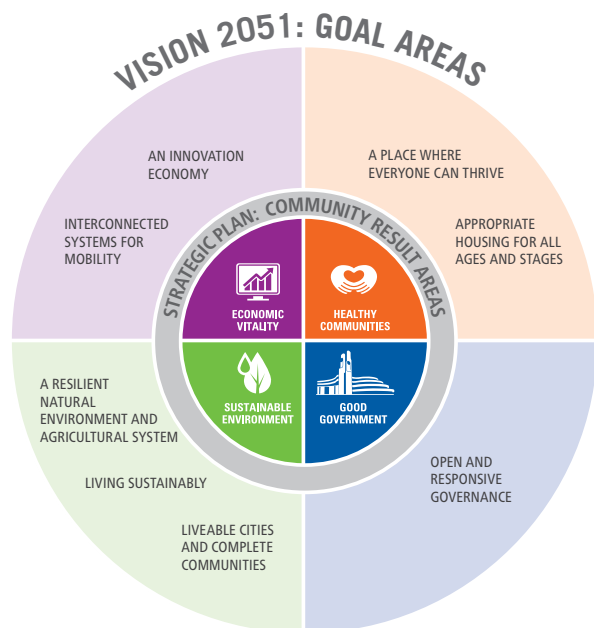 VISION 2051: GOAL AREAS
AN INNOVATION
ECONOMY
INTERCONNECTED
SYSTEMS FOR
MOBILITY
A PLACE WHERE
EVERYONE CAN THRIVE
APPROPRIATE
HOUSING FOR ALL
AGES AND STAGES
STRATEGIC PLAN: COMMUNITY RESULT AREAS
ECONOMIC
VITALITY
HEALTHY
COMMUNITIES
SUSTAINABLE
ENVIRONMENT
GOOD
GOVERNMENT
A RESILIENT
NATURAL
ENVIRONMENT AND
AGRICULTURAL SYSTEM
LIVING SUSTAINABLY
LIVEABLE CITIES
AND COMPLETE
COMMUNITIES
OPEN AND
RESPONSIVE
GOVERNANCE